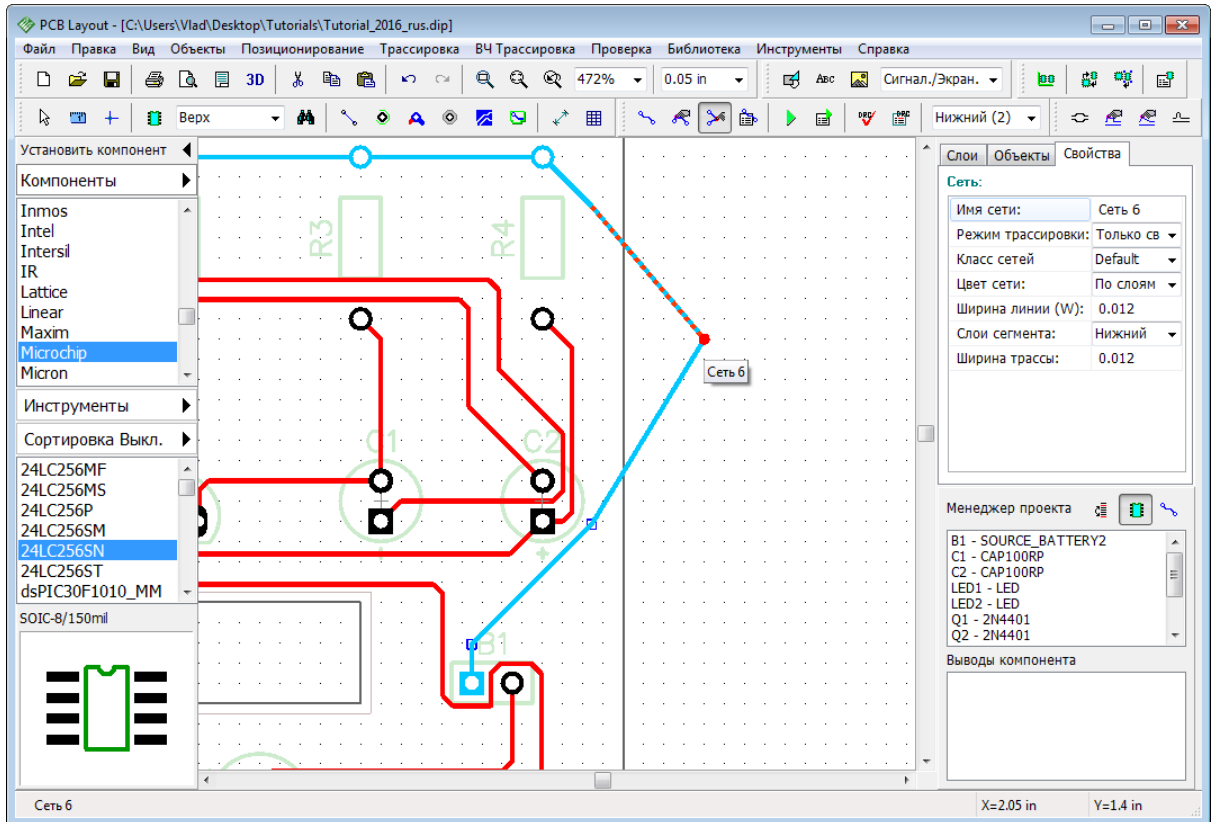 PCB Layout - [C:\Users\Vlad\Desktop\Tutorials\Tutorial_2016_rus.dip]
Файл Правка Вид Объекты Позиционирование Трассировка ВЧ Трассировка Проверка Библиотека Инструменты Справка
3D 472% 0.05 in ABC Сигнал./Экран.
Верх DRC DRC Нижний (2)
Установить компонент
Компоненты
Inmos
Intel
Intersil
IR
Lattice
Linear
Maxim
Microchip
Micron
Инструменты
Сортировка Выкл.
24LC256MF
24LC256MS
24LC256P
24LC256SM
24LC256SN
24LC256ST
dsPIC30F1010_MM
SOIC-8/150mil
R3
R4
Сеть 6
C1
C2
B1
Слои Объекты Свойства
Сеть:
Имя сети: Сеть 6
Режим трассировки: Только св
Класс сетей Default
Цвет сети: По слоям
Ширина линии (W): 0.012
Слои сегмента: Нижний
Ширина трассы: 0.012
Менеджер проекта
B1 - SOURCE_BATTERY2
C1 - CAP100RP
C2 - CAP100RP
LED1 - LED
LED2 - LED
Q1 - 2N4401
Q2 - 2N4401
Выводы компонента
Сеть 6 X=2.05 in Y=1.4 in